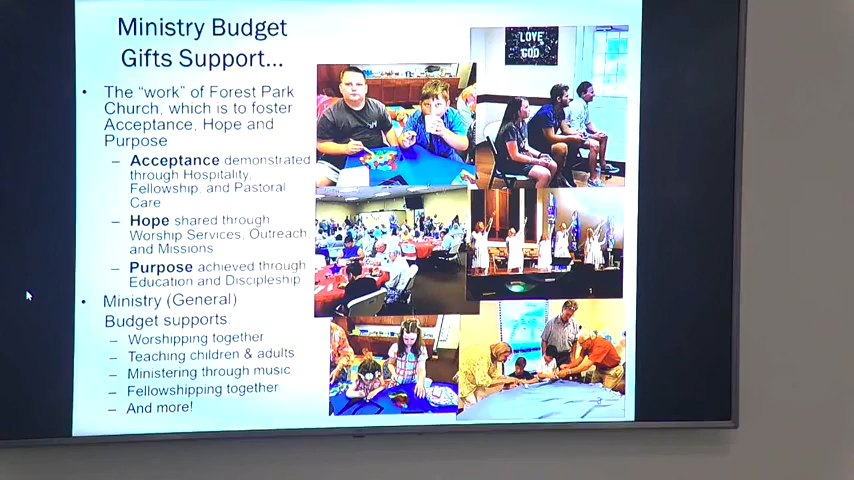 Ministry Budget
Gifts Support...
• The “work” of Forest Park
Church, which is to foster
Acceptance, Hope and
Purpose
– Acceptance demonstrated
through Hospitality,
Fellowship, and Pastoral
Care
– Hope shared through
Worship Services, Outreach
and Missions
– Purpose achieved through
Education and Discipleship
• Ministry (General)
Budget supports:
– Worshipping together
– Teaching children & adults
– Ministering through music
– Fellowshipping together
– And more!
LOVE
GOD
3